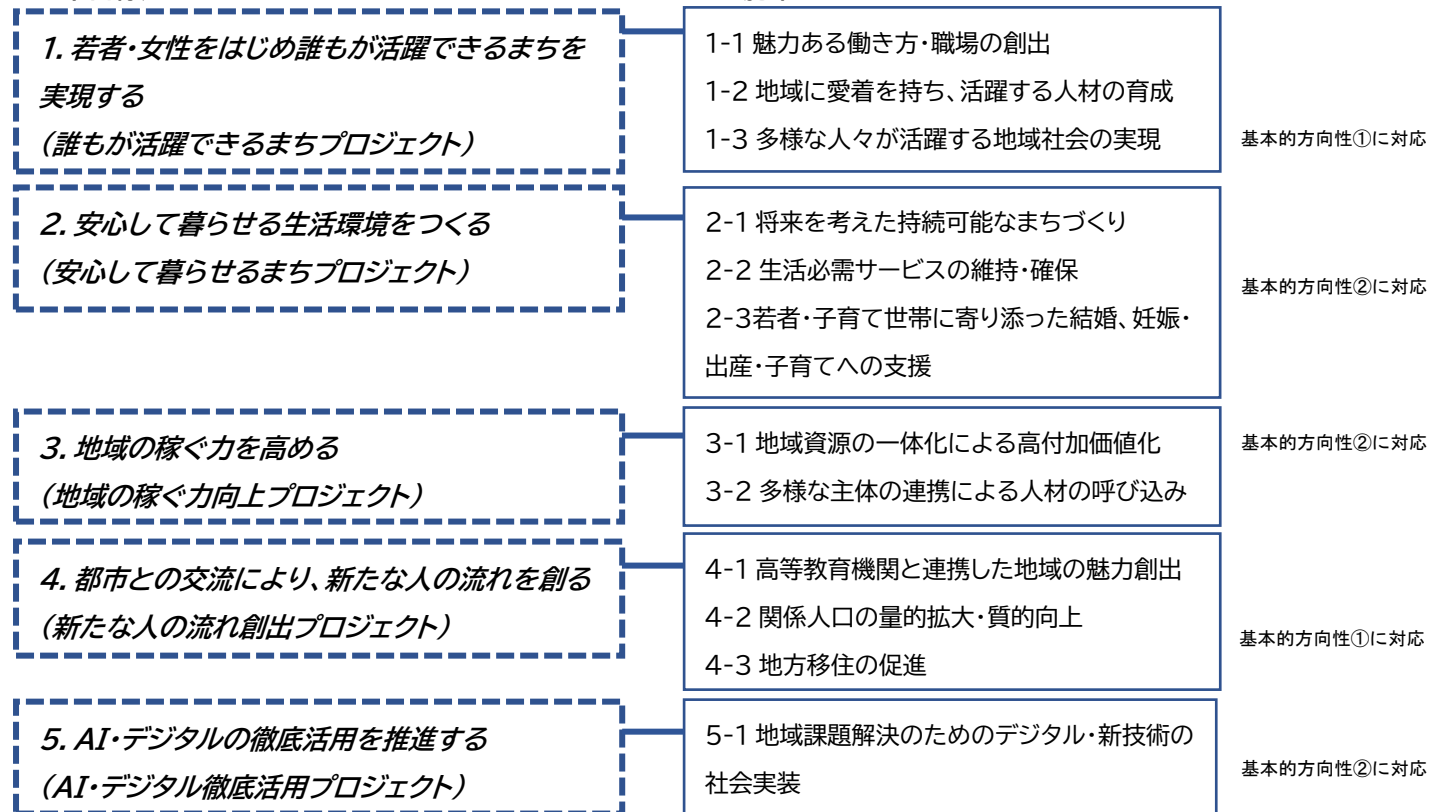 1. 若者・女性をはじめ誰もが活躍できるまちを
実現する
(誰もが活躍できるまちプロジェクト)
1-1 魅力ある働き方・職場の創出
1-2 地域に愛着を持ち、活躍する人材の育成
1-3 多様な人々が活躍する地域社会の実現
基本的方向性①に対応
2. 安心して暮らせる生活環境をつくる
(安心して暮らせるまちプロジェクト)
2-1 将来を考えた持続可能なまちづくり
2-2 生活必需サービスの維持・確保
2-3若者・子育て世帯に寄り添った結婚、妊娠・
出産・子育てへの支援
基本的方向性②に対応
3. 地域の稼ぐ力を高める
(地域の稼ぐ力向上プロジェクト)
3-1 地域資源の一体化による高付加価値化
3-2 多様な主体の連携による人材の呼び込み
基本的方向性②に対応
4. 都市との交流により、新たな人の流れを創る
(新たな人の流れ創出プロジェクト)
4-1 高等教育機関と連携した地域の魅力創出
4-2 関係人口の量的拡大・質的向上
4-3 地方移住の促進
基本的方向性①に対応
5. AI・デジタルの徹底活用を推進する
(AI・デジタル徹底活用プロジェクト)
5-1 地域課題解決のためのデジタル・新技術の
社会実装
基本的方向性②に対応